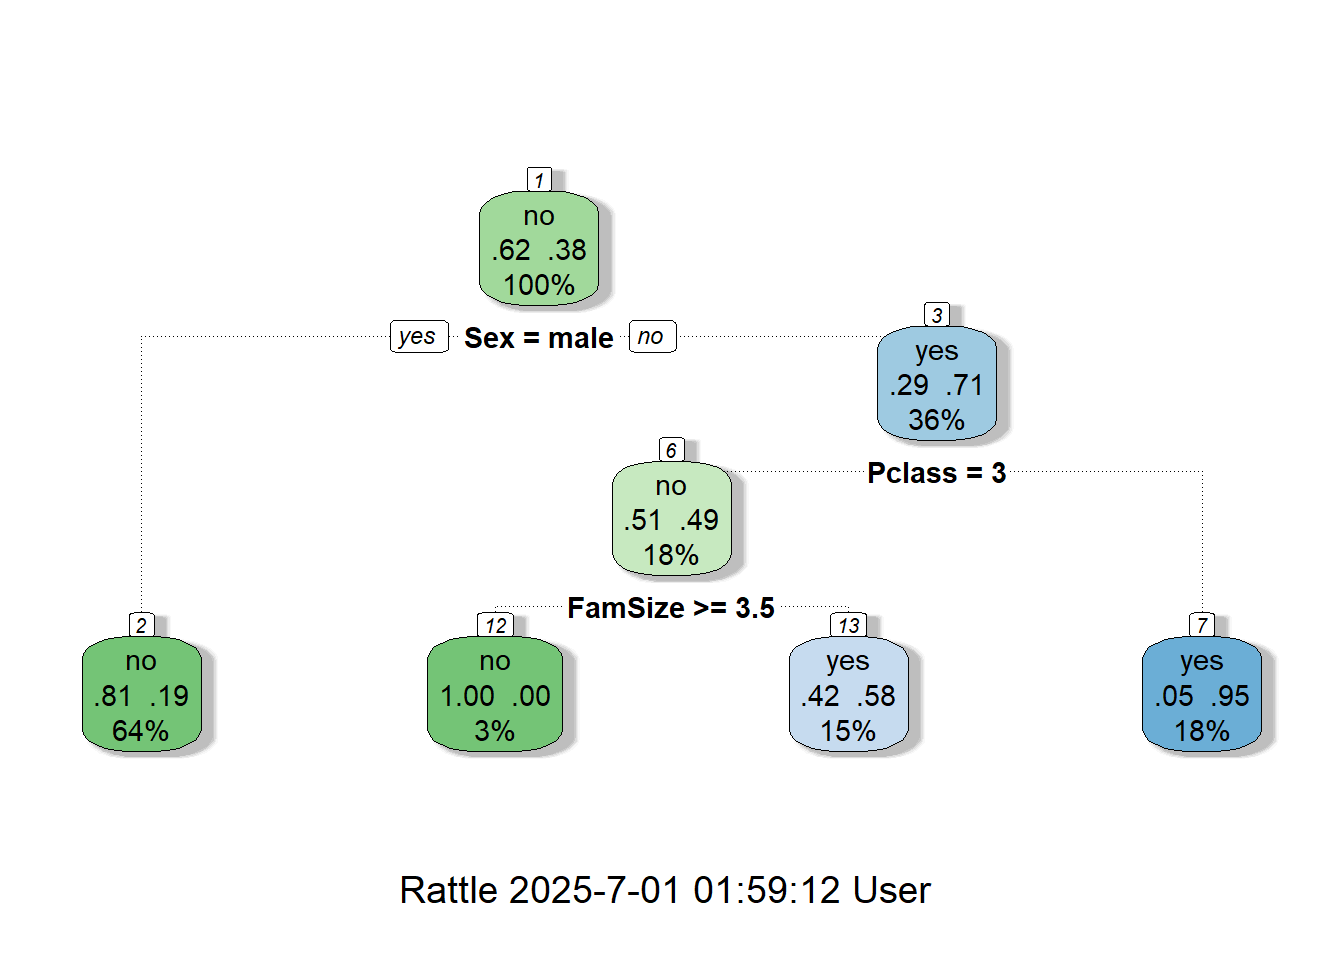 1
no
.62 .38
100%
yes Sex = male no
3
yes
.29 .71
36%
Pclass = 3
6
no
.51 .49
18%
FamSize >= 3.5
2
no
.81 .19
64%
12
no
1.00 .00
3%
13
yes
.42 .58
15%
7
yes
.05 .95
18%
Rattle 2025-7-01 01:59:12 User